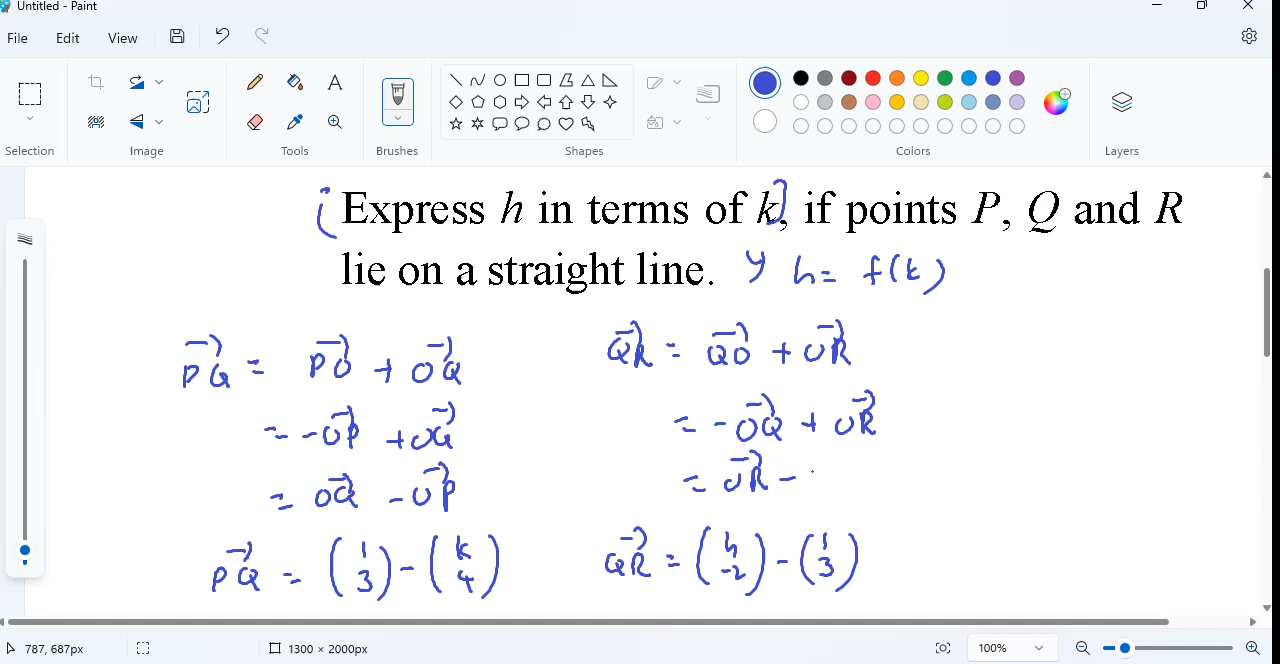 Untitled - Paint
File Edit View
Selection Image Tools Brushes Shapes Colors Layers
(Express h in terms of k), if points P, Q and R
lie on a straight line. y h = f(k)
PQ⃗ = PO⃗ + OQ⃗
= -OP⃗ + OQ⃗
= OQ⃗ - OP⃗
PQ⃗ = (1 3) - (k 4)
QR⃗ = QO⃗ + OR⃗
= -OQ⃗ + OR⃗
= OR⃗ -
QR⃗ = (h -2) - (1 3)
787, 687px 1300 × 2000px 100%